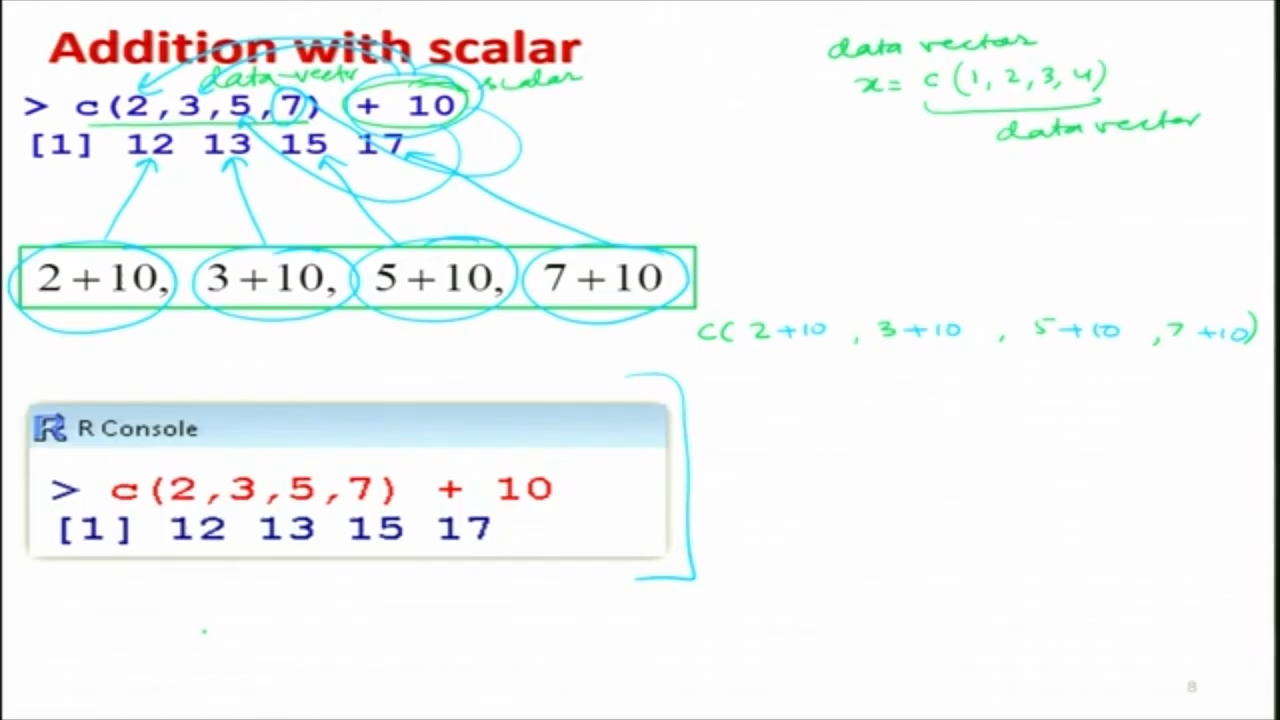 Addition with scalar
data vector
data vector
scalar
x = c (1, 2, 3, 4)
> c(2,3,5,7) + 10
data vector
[1] 12 13 15 17
2 + 10, 3 + 10, 5 + 10, 7 + 10
c( 2 +10 , 3 +10 , 5 +10 , 7 +10)
R Console
> c(2,3,5,7) + 10
[1] 12 13 15 17
8